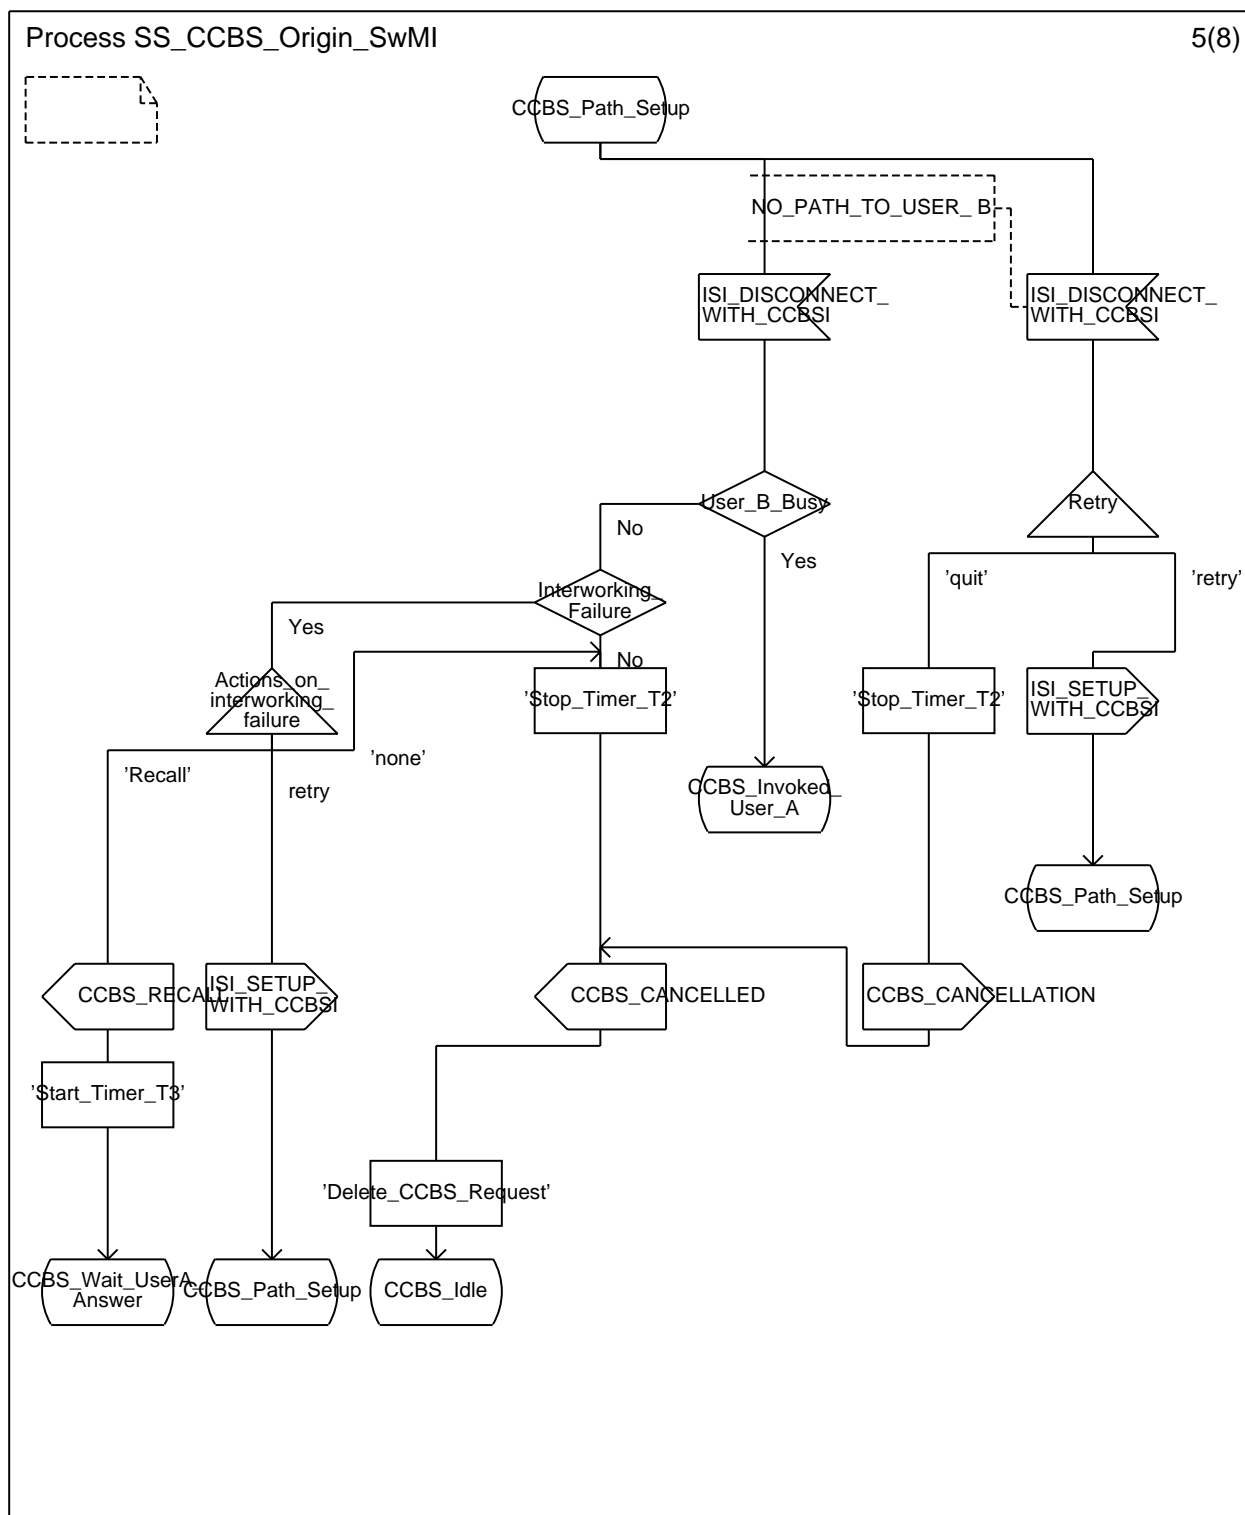 Process SS_CCBS_Origin_SwMI
5(8)
CCBS_Path_Setup
NO_PATH_TO_USER_ B
ISI_DISCONNECT_
WITH_CCBSI
ISI_DISCONNECT_
WITH_CCBSI
User_B_Busy
Retry
No
Yes
'quit'
'retry'
Interworking_
Failure
Yes
No
Actions_on_
interworking_
failure
'Stop_Timer_T2'
'Stop_Timer_T2'
ISI_SETUP_
WITH_CCBSI
'Recall'
retry
'none'
CCBS_Invoked_
User_A
CCBS_Path_Setup
CCBS_RECALL
ISI_SETUP_
WITH_CCBSI
CCBS_CANCELLED
CCBS_CANCELLATION
'Start_Timer_T3'
'Delete_CCBS_Request'
CCBS_Wait_UserA_
Answer
CCBS_Path_Setup
CCBS_Idle